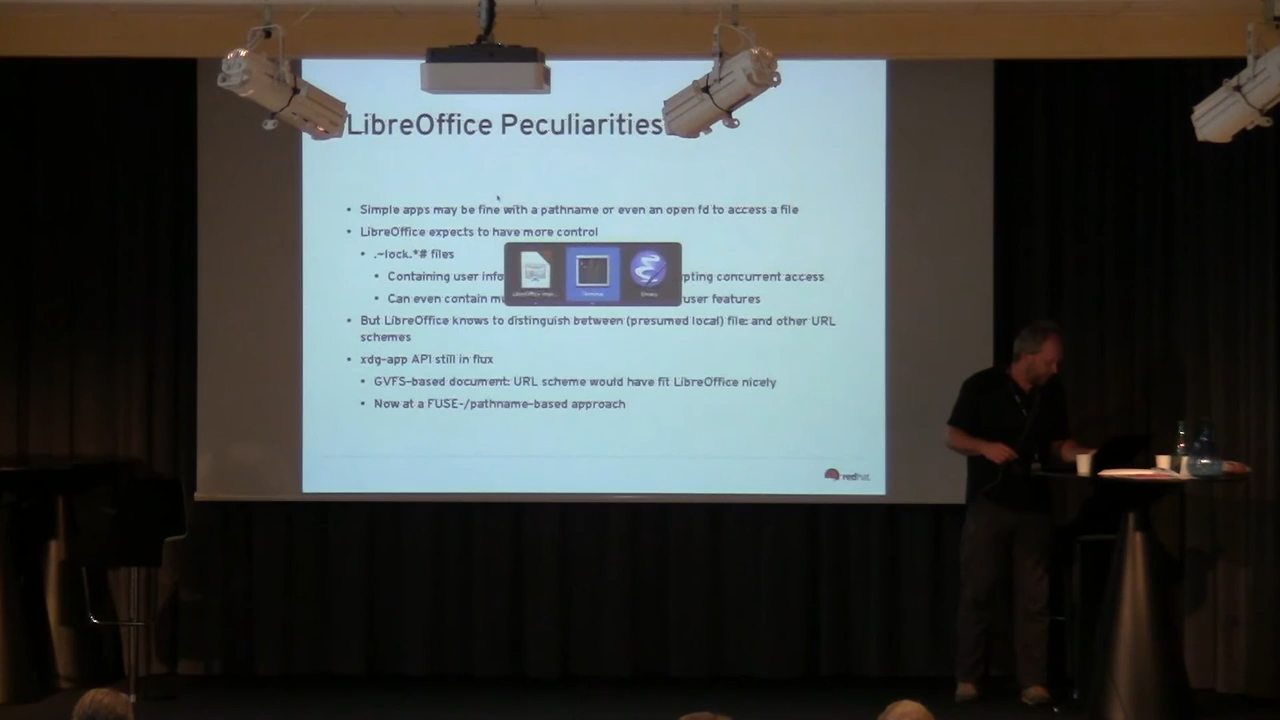 LibreOffice Peculiarities
• Simple apps may be fine with a pathname or even an open fd to access a file
• LibreOffice expects to have more control
• .~lock.*# files
• Containing user info pting concurrent access
• Can even contain user features
• But LibreOffice knows to distinguish between (presumed local) file: and other URL
schemes
• xdg-app API still in flux
• GVFS-based document: URL scheme would have fit LibreOffice nicely
• Now at a FUSE-/pathname-based approach
Terminal
Emacs
redhat